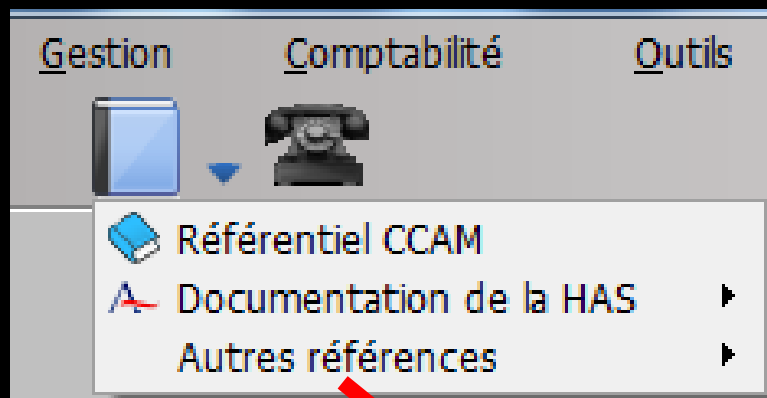 Gestion Comptabilité Outils
Référentiel CCAM
Documentation de la HAS
Autres références